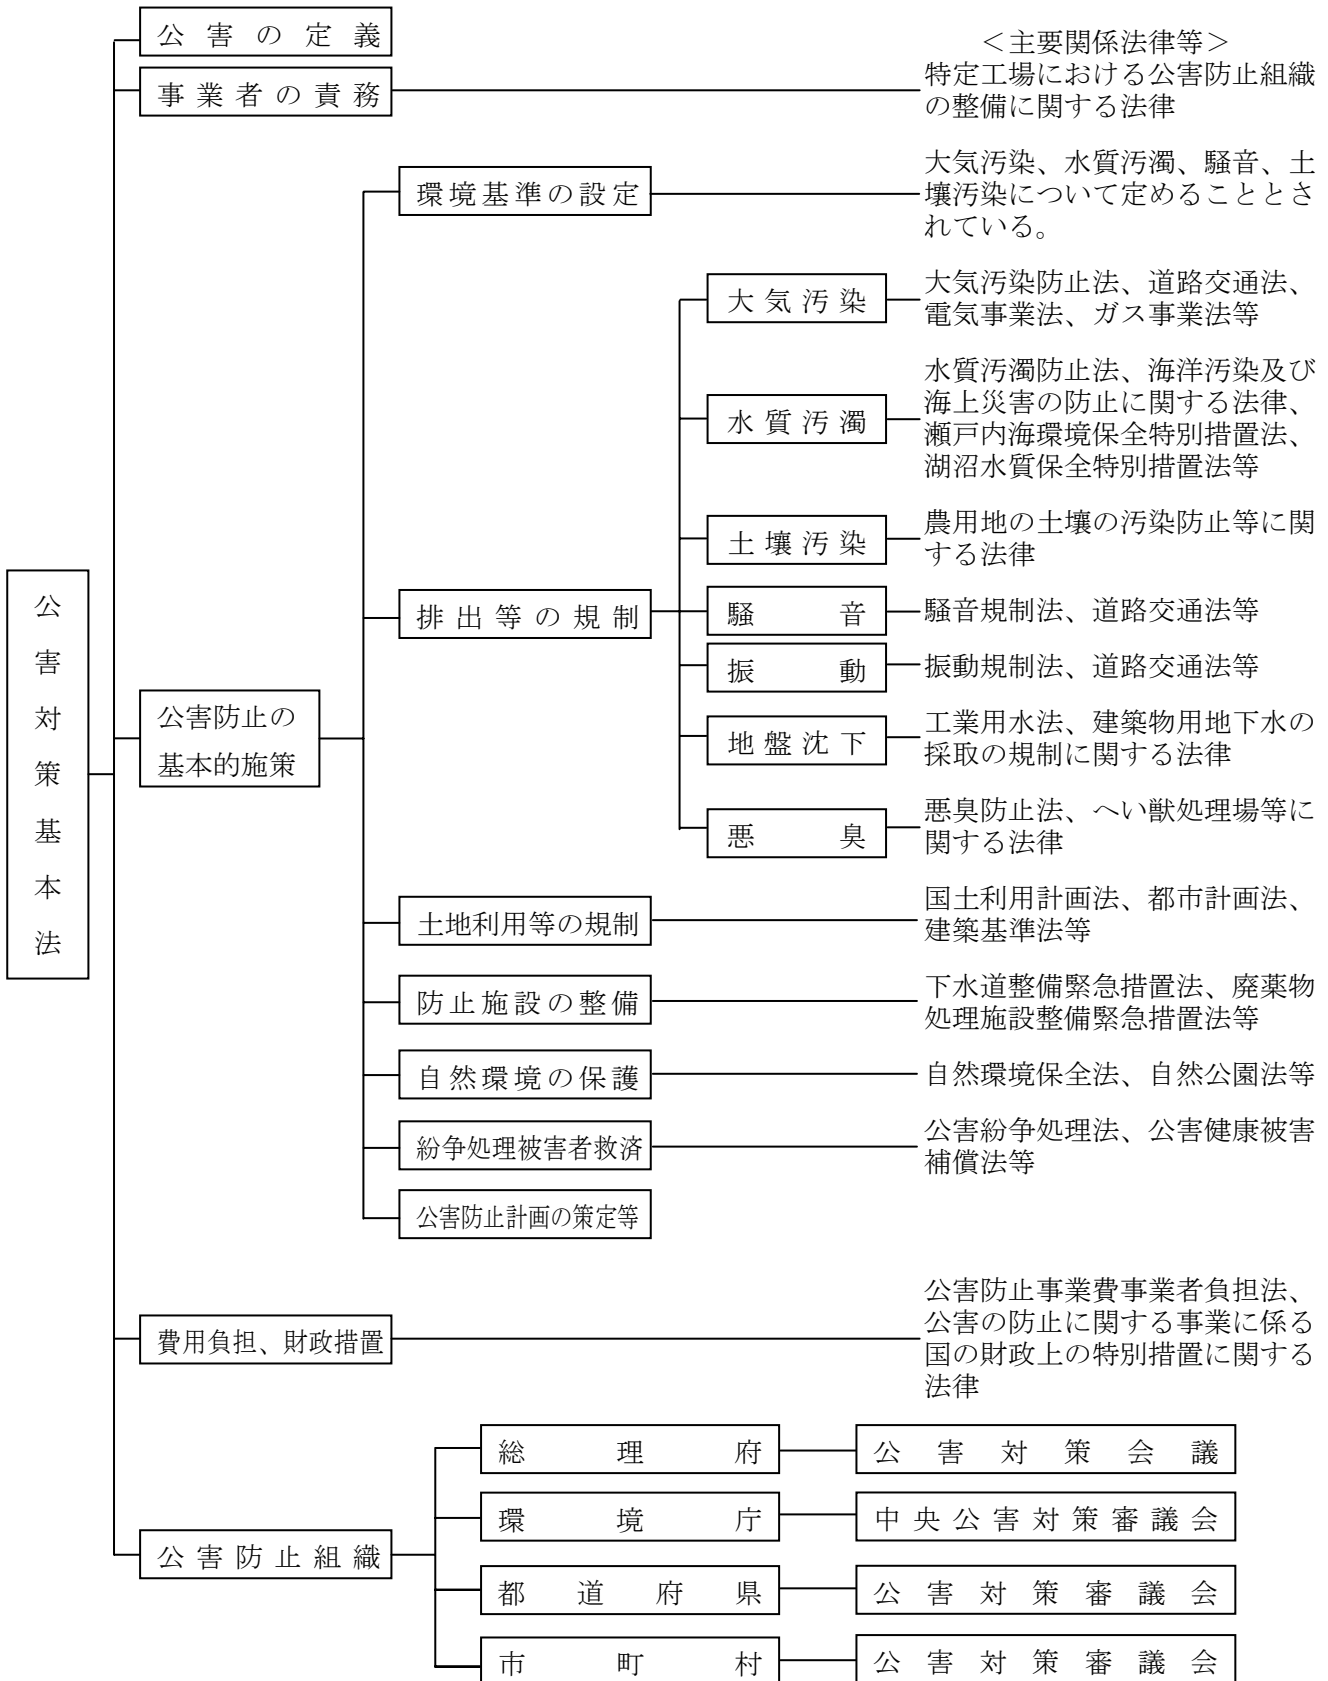 公害の定義
＜主要関係法律等＞
事業者の責務
特定工場における公害防止組織
の整備に関する法律
環境基準の設定
大気汚染、水質汚濁、騒音、土
壌汚染について定めることとさ
れている。
大気汚染
大気汚染防止法、道路交通法、
電気事業法、ガス事業法等
水質汚濁
水質汚濁防止法、海洋汚染及び
海上災害の防止に関する法律、
瀬戸内海環境保全特別措置法、
湖沼水質保全特別措置法等
土壌汚染
農用地の土壌の汚染防止等に関
する法律
公害対策基本法
排出等の規制
騒音
騒音規制法、道路交通法等
振動
振動規制法、道路交通法等
公害防止の
基本的施策
地盤沈下
工業用水法、建築物用地下水の
採取の規制に関する法律
悪臭
悪臭防止法、へい獣処理場等に
関する法律
土地利用等の規制
国土利用計画法、都市計画法、
建築基準法等
防止施設の整備
下水道整備緊急措置法、廃薬物
処理施設整備緊急措置法等
自然環境の保護
自然環境保全法、自然公園法等
紛争処理被害者救済
公害紛争処理法、公害健康被害
補償法等
公害防止計画の策定等
費用負担、財政措置
公害防止事業費事業者負担法、
公害の防止に関する事業に係る
国の財政上の特別措置に関する
法律
公害防止組織
総理府
公害対策会議
環境庁
中央公害対策審議会
都道府県
公害対策審議会
市町村
公害対策審議会